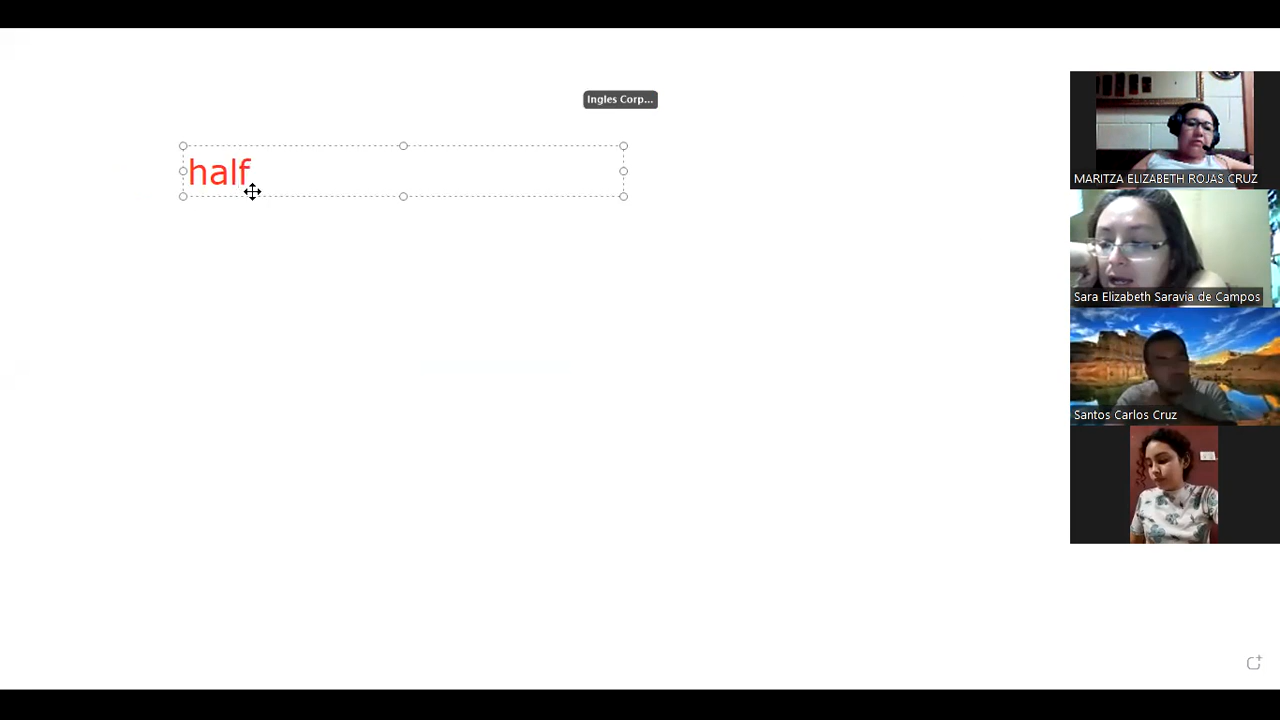 Ingles Corp...
half
MARITZA ELIZABETH ROJAS CRUZ
Sara Elizabeth Saravia de Campos
Santos Carlos Cruz